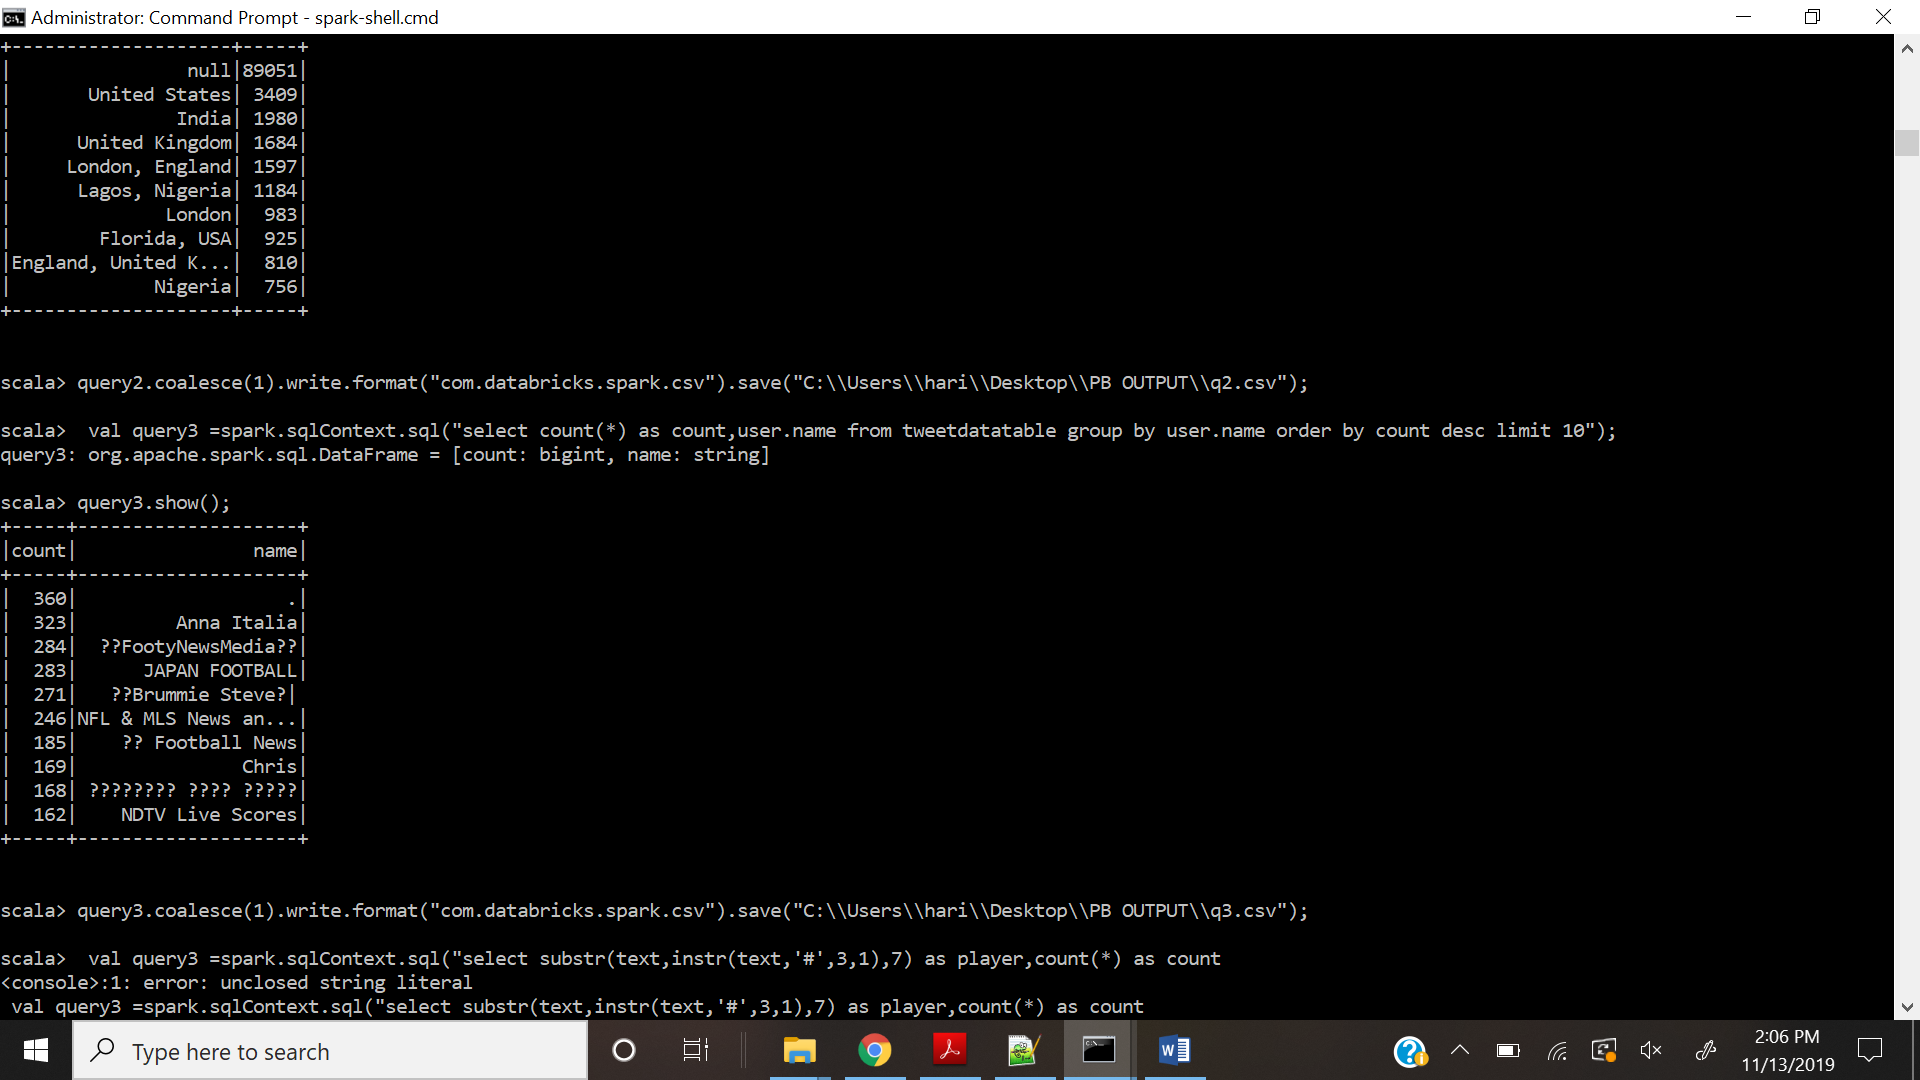 Administrator: Command Prompt - spark-shell.cmd
+--------------------+-----+
|                null|89051|
|       United States| 3409|
|               India| 1980|
|      United Kingdom| 1684|
|     London, England| 1597|
|      Lagos, Nigeria| 1184|
|              London|  983|
|        Florida, USA|  925|
|England, United K...|  810|
|             Nigeria|  756|
+--------------------+-----+
scala> query2.coalesce(1).write.format("com.databricks.spark.csv").save("C:\\Users\\hari\\Desktop\\PB OUTPUT\\q2.csv");
scala>  val query3 =spark.sqlContext.sql("select count(*) as count,user.name from tweetdatatable group by user.name order by count desc limit 10");
query3: org.apache.spark.sql.DataFrame = [count: bigint, name: string]
scala> query3.show();
+-----+--------------------+
|count|                name|
+-----+--------------------+
|  360|                   .|
|  323|         Anna Italia|
|  284|  ??FootyNewsMedia??|
|  283|      JAPAN FOOTBALL|
|  271|   ??Brummie Steve?|
|  246|NFL & MLS News an...|
|  185|    ?? Football News|
|  169|               Chris|
|  168| ???????? ???? ?????|
|  162|    NDTV Live Scores|
+-----+--------------------+
scala> query3.coalesce(1).write.format("com.databricks.spark.csv").save("C:\\Users\\hari\\Desktop\\PB OUTPUT\\q3.csv");
scala>  val query3 =spark.sqlContext.sql("select substr(text,instr(text,'#',3,1),7) as player,count(*) as count
<console>:1: error: unclosed string literal
 val query3 =spark.sqlContext.sql("select substr(text,instr(text,'#',3,1),7) as player,count(*) as count
Type here to search
2:06 PM
11/13/2019